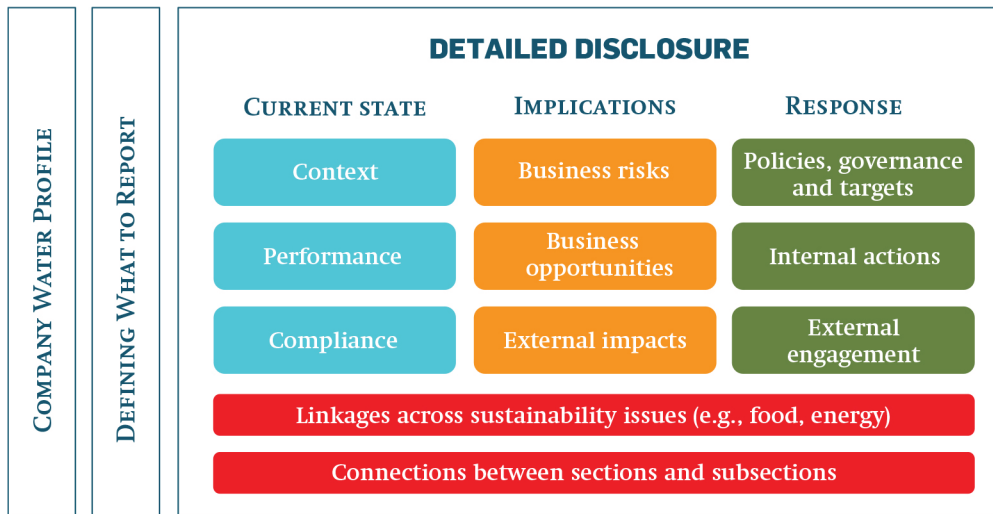 COMPANY WATER PROFILE
DEFINING WHAT TO REPORT
DETAILED DISCLOSURE
CURRENT STATE
IMPLICATIONS
RESPONSE
Context
Business risks
Policies, governance
and targets
Performance
Business
opportunities
Internal actions
Compliance
External impacts
External
engagement
Linkages across sustainability issues (e.g., food, energy)
Connections between sections and subsections